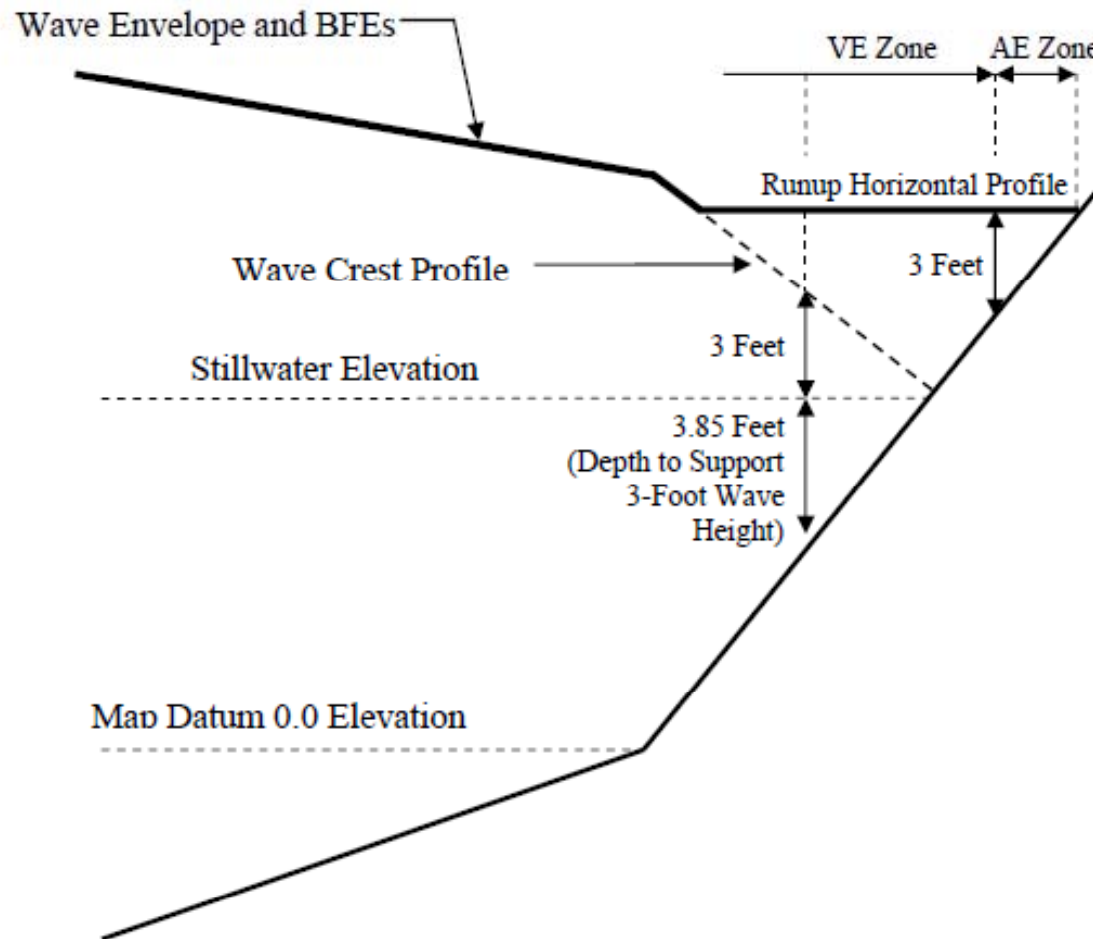 Wave Envelope and BFEs
VE Zone
AE Zone
Runup Horizontal Profile
Wave Crest Profile
3 Feet
3 Feet
Stillwater Elevation
3.85 Feet
(Depth to Support
3-Foot Wave
Height)
Map Datum 0.0 Elevation